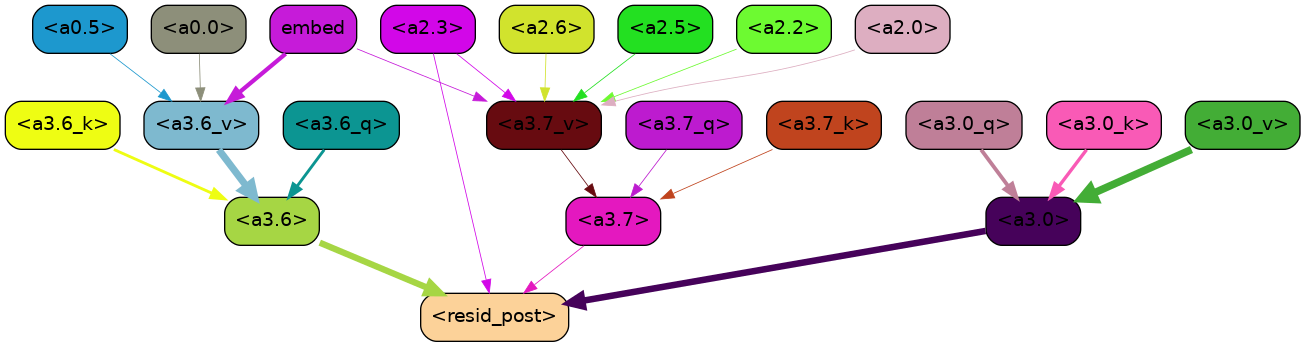 <a0.5> <a0.0> embed <a2.3> <a2.6> <a2.5> <a2.2> <a2.0>
<a3.6_k> <a3.6_v> <a3.6_q> <a3.7_v> <a3.7_q> <a3.7_k> <a3.0_q> <a3.0_k> <a3.0_v>
<a3.6> <a3.7> <a3.0>
<resid_post>